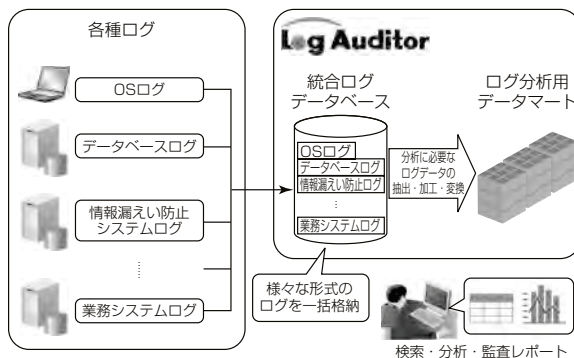 各種ログ
OSログ
データベースログ
情報漏えい防止
システムログ
業務システムログ
Log Auditor
統合ログ
データベース
OSログ
データベースログ
情報漏えい防止ログ
業務システムログ
様々な形式の
ログを一括格納
分析に必要な
ログデータの
抽出・加工・変換
ログ分析用
データマート
検索・分析・監査レポート